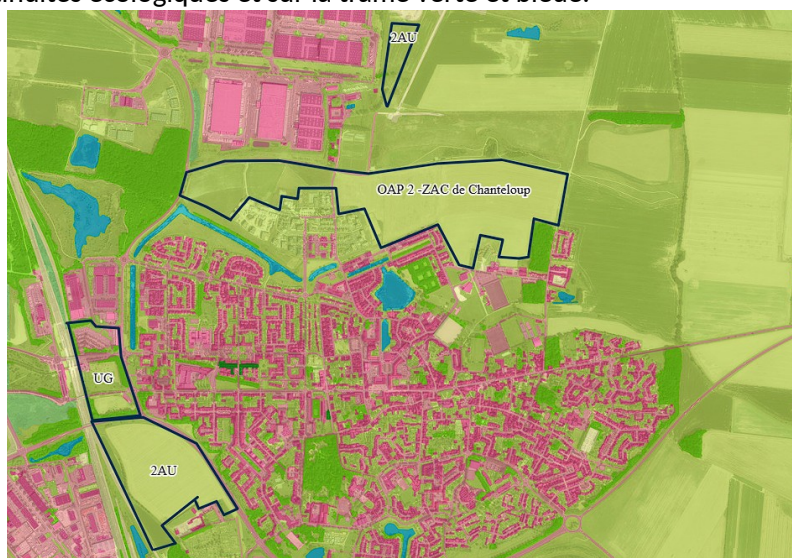 continuités écologiques et sur la trame verte et bleue.
2AU
OAP 2 -ZAC de Chanteloup
UG
2AU